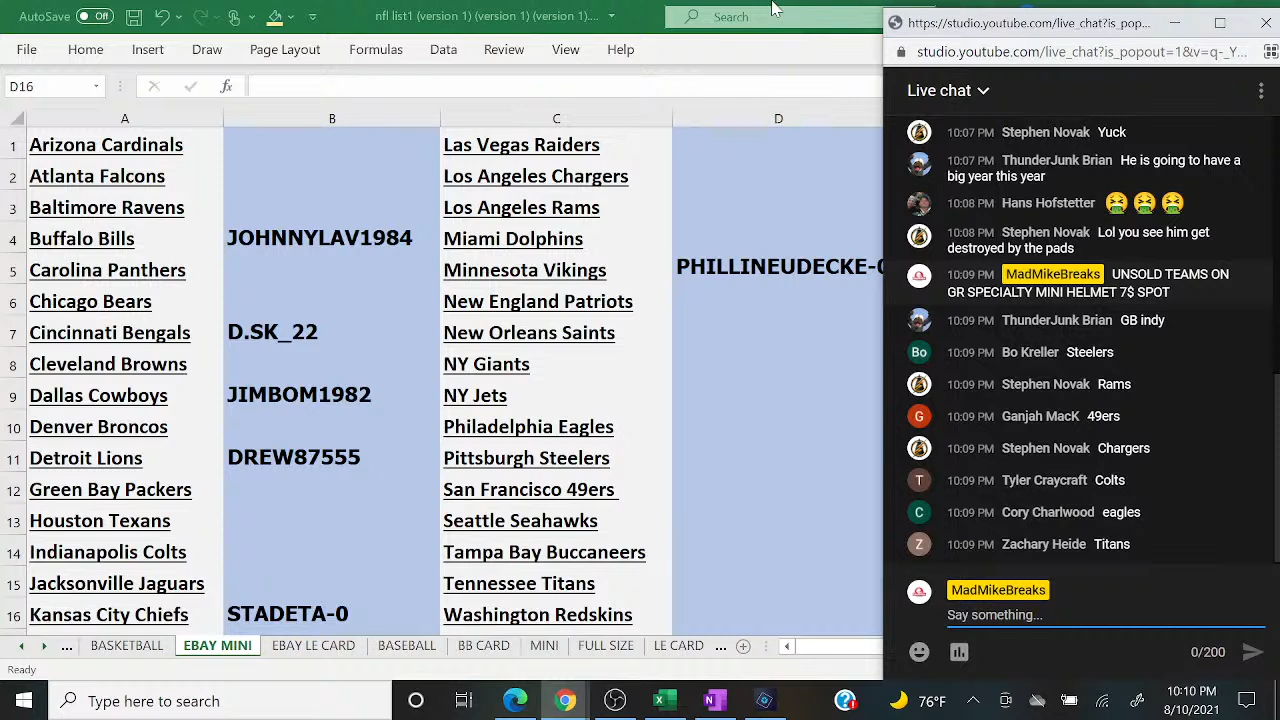 AutoSave Off nfl list1 (version 1) (version 1) (version 1).... Search
File Home Insert Draw Page Layout Formulas Data Review View Help
D16 fx
A B C D
1 Arizona Cardinals Las Vegas Raiders
2 Atlanta Falcons Los Angeles Chargers
3 Baltimore Ravens Los Angeles Rams
4 Buffalo Bills JOHNNYLAV1984 Miami Dolphins
5 Carolina Panthers Minnesota Vikings PHILLINEUDECKE-0
6 Chicago Bears New England Patriots
7 Cincinnati Bengals D.SK_22 New Orleans Saints
8 Cleveland Browns NY Giants
9 Dallas Cowboys JIMBOM1982 NY Jets
10 Denver Broncos Philadelphia Eagles
11 Detroit Lions DREW87555 Pittsburgh Steelers
12 Green Bay Packers San Francisco 49ers
13 Houston Texans Seattle Seahawks
14 Indianapolis Colts Tampa Bay Buccaneers
15 Jacksonville Jaguars Tennessee Titans
16 Kansas City Chiefs STADETA-0 Washington Redskins
... BASKETBALL EBAY MINI EBAY LE CARD BASEBALL BB CARD MINI FULL SIZE LE CARD ...
Ready
https://studio.youtube.com/live_chat?is_pop...
studio.youtube.com/live_chat?is_popout=1&v=q-_Y...
Live chat
10:07 PM Stephen Novak Yuck
10:07 PM ThunderJunk Brian He is going to have a
big year this year
10:08 PM Hans Hofstetter 🤮 🤮 🤮
10:08 PM Stephen Novak Lol you see him get
destroyed by the pads
10:09 PM MadMikeBreaks UNSOLD TEAMS ON
GR SPECIALTY MINI HELMET 7$ SPOT
10:09 PM ThunderJunk Brian GB indy
Bo 10:09 PM Bo Kreller Steelers
10:09 PM Stephen Novak Rams
G 10:09 PM Ganjah MacK 49ers
10:09 PM Stephen Novak Chargers
T 10:09 PM Tyler Craycraft Colts
C 10:09 PM Cory Charlwood eagles
Z 10:09 PM Zachary Heide Titans
MadMikeBreaks
Say something...
0/200
Type here to search
76°F
10:10 PM
8/10/2021